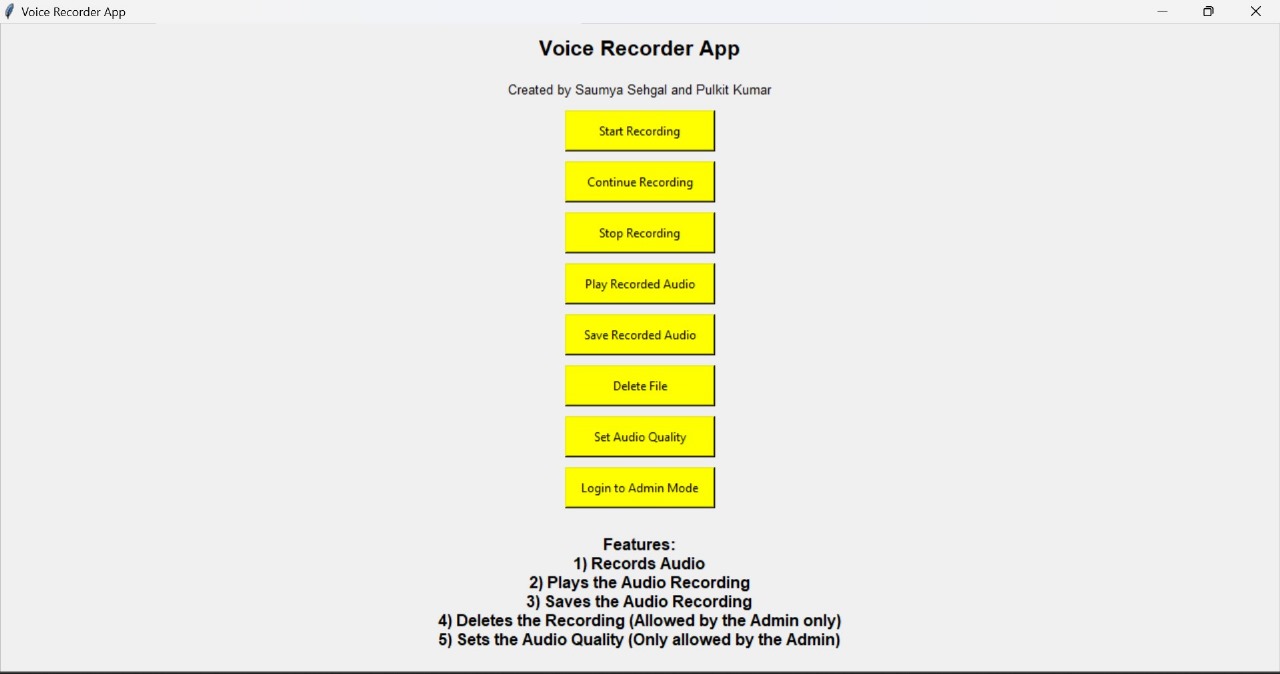 Voice Recorder App
Voice Recorder App
Created by Saumya Sehgal and Pulkit Kumar
Start Recording
Continue Recording
Stop Recording
Play Recorded Audio
Save Recorded Audio
Delete File
Set Audio Quality
Login to Admin Mode
Features:
1) Records Audio
2) Plays the Audio Recording
3) Saves the Audio Recording
4) Deletes the Recording (Allowed by the Admin only)
5) Sets the Audio Quality (Only allowed by the Admin)